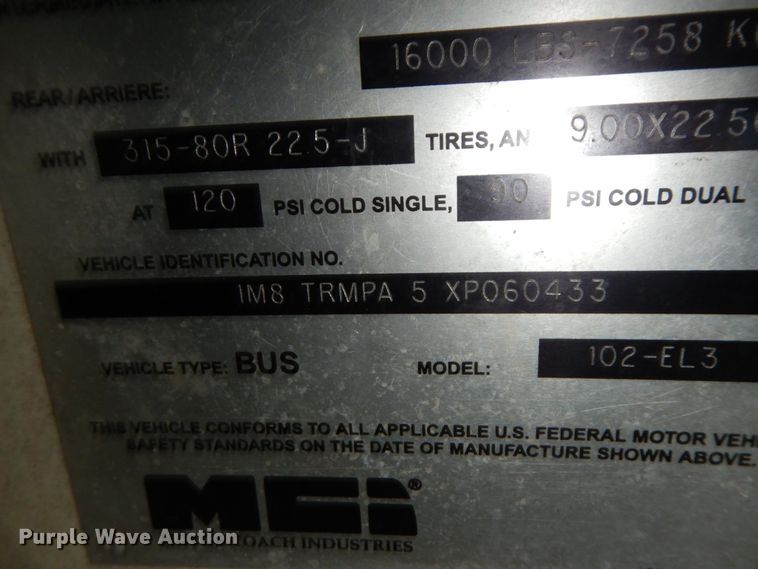 16000 LBS-7258
REAR/ARRIERE:
WITH 315-80R 22.5-J TIRES, AN 9.00X22.5
AT 120 PSI COLD SINGLE, 90 PSI COLD DUAL
VEHICLE IDENTIFICATION NO.
1M8 TRMPA 5 XP060433
VEHICLE TYPE: BUS MODEL: 102-EL3
THIS VEHICLE CONFORMS TO ALL APPLICABLE U.S. FEDERAL MOTOR VEH
SAFETY STANDARDS ON THE DATE OF MANUFACTURE SHOWN ABOVE.
MCI®
COACH INDUSTRIES
Purple Wave Auction